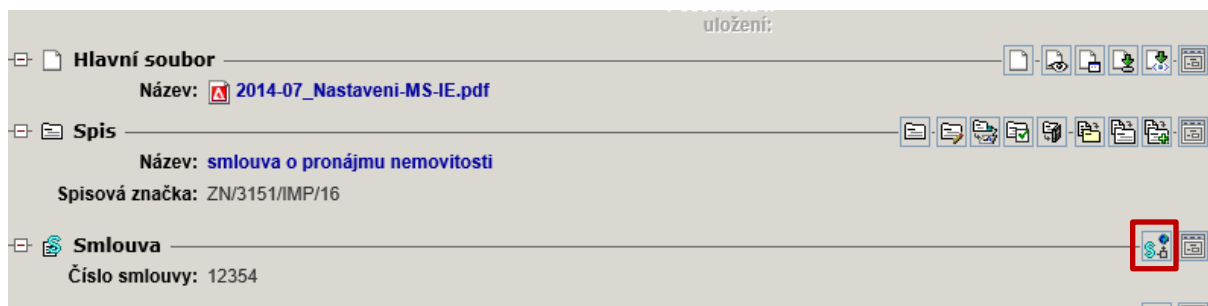 uložení:
Hlavní soubor
Název: 2014-07_Nastaveni-MS-IE.pdf
Spis
Název: smlouva o pronájmu nemovitosti
Spisová značka: ZN/3151/IMP/16
Smlouva
Číslo smlouvy: 12354